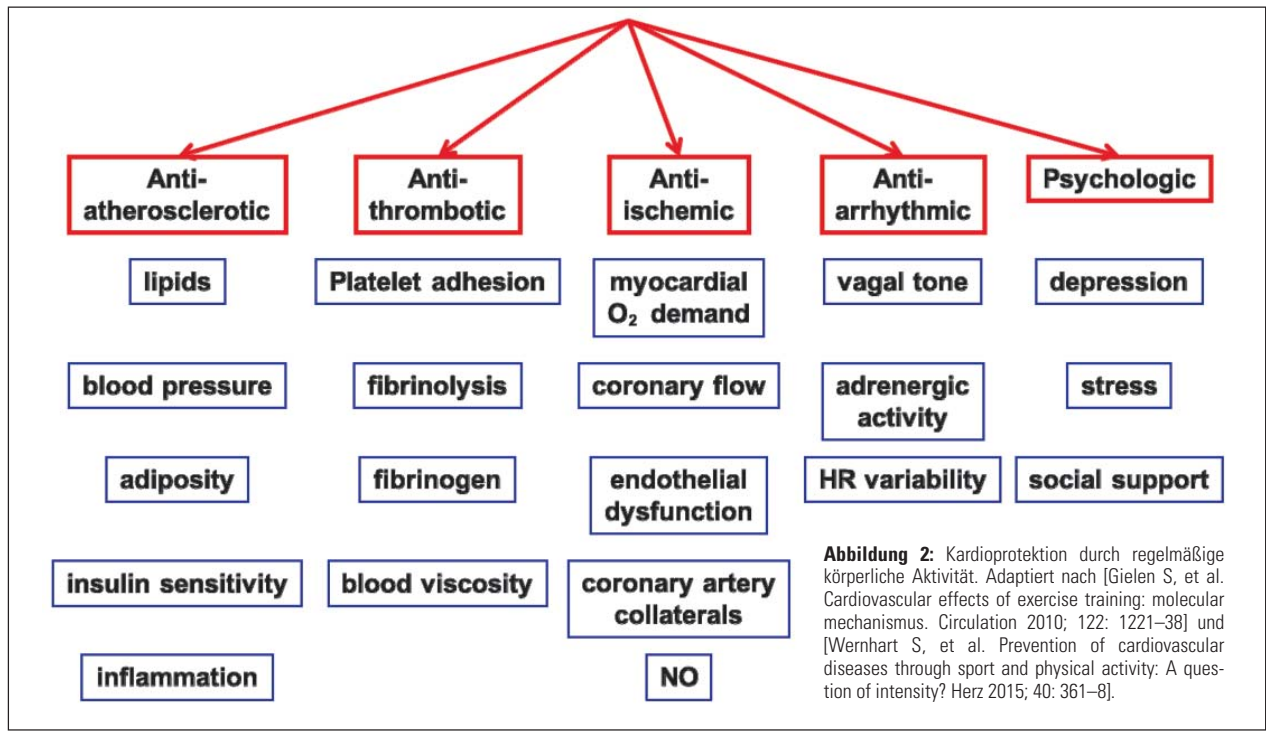 Anti-
atherosclerotic
lipids
blood pressure
adiposity
insulin sensitivity
inflammation
Anti-
thrombotic
Platelet adhesion
fibrinolysis
fibrinogen
blood viscosity
Anti-
ischemic
myocardial
O₂ demand
coronary flow
endothelial
dysfunction
coronary artery
collaterals
NO
Anti-
arrhythmic
vagal tone
adrenergic
activity
HR variability
Psychologic
depression
stress
social support
Abbildung 2: Kardioprotektion durch regelmäßige
körperliche Aktivität. Adaptiert nach [Gielen S, et al.
Cardiovascular effects of exercise training: molecular
mechanismus. Circulation 2010; 122: 1221–38] und
[Wernhart S, et al. Prevention of cardiovascular
diseases through sport and physical activity: A ques-
tion of intensity? Herz 2015; 40: 361–8].